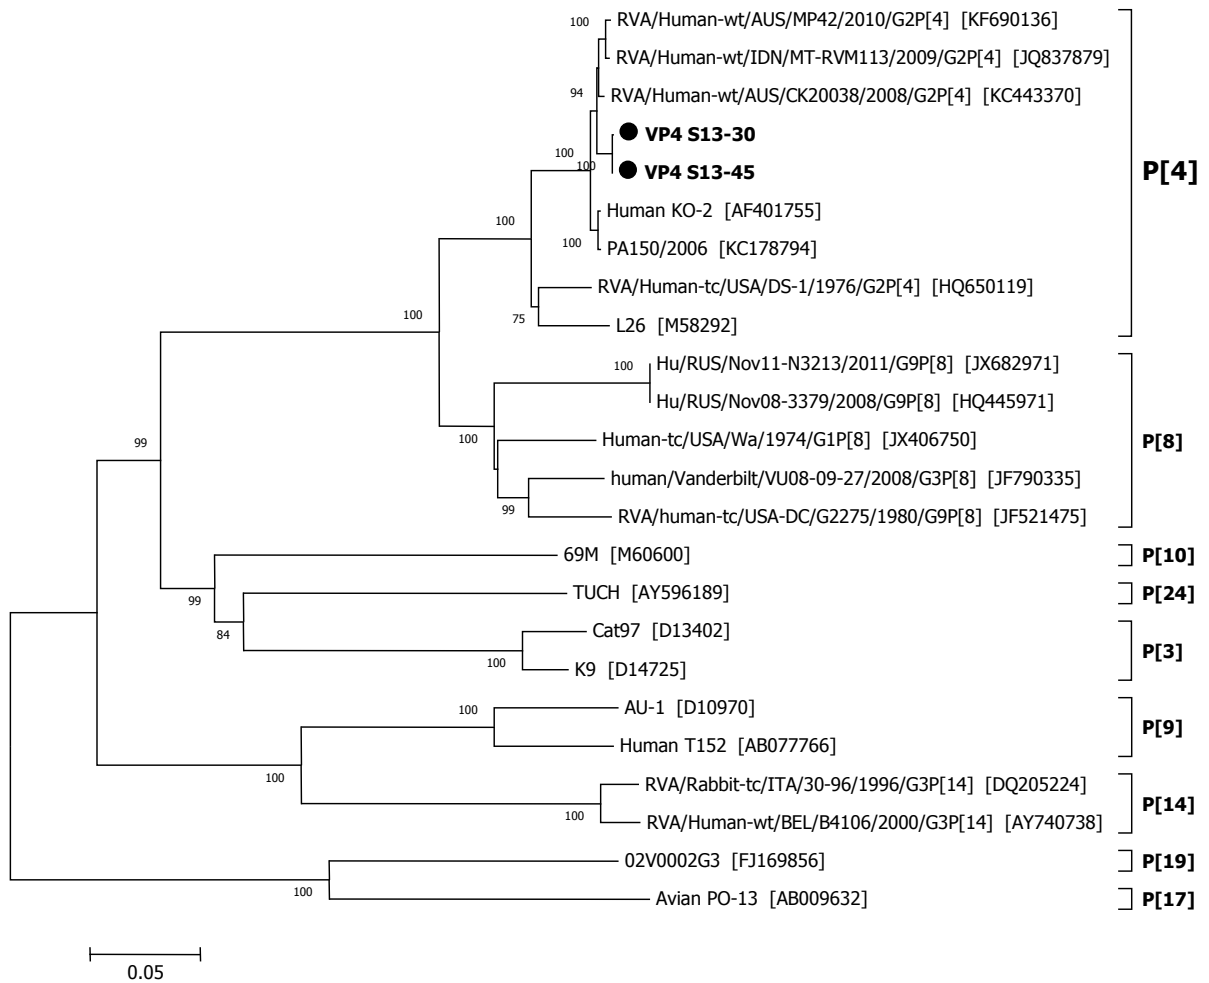 100
RVA/Human-wt/AUS/MP42/2010/G2P[4] [KF690136]
RVA/Human-wt/IDN/MT-RVM113/2009/G2P[4] [JQ837879]
94
RVA/Human-wt/AUS/CK20038/2008/G2P[4] [KC443370]
VP4 S13-30
100
100
VP4 S13-45
P[4]
Human KO-2 [AF401755]
100
100
PA150/2006 [KC178794]
RVA/Human-tc/USA/DS-1/1976/G2P[4] [HQ650119]
100
75
L26 [M58292]
100
Hu/RUS/Nov11-N3213/2011/G9P[8] [JX682971]
Hu/RUS/Nov08-3379/2008/G9P[8] [HQ445971]
99
100
Human-tc/USA/Wa/1974/G1P[8] [JX406750]
P[8]
human/Vanderbilt/VU08-09-27/2008/G3P[8] [JF790335]
99
RVA/human-tc/USA-DC/G2275/1980/G9P[8] [JF521475]
69M [M60600]
P[10]
99
TUCH [AY596189]
P[24]
84
Cat97 [D13402]
P[3]
100
K9 [D14725]
100
AU-1 [D10970]
P[9]
Human T152 [AB077766]
100
RVA/Rabbit-tc/ITA/30-96/1996/G3P[14] [DQ205224]
P[14]
100
RVA/Human-wt/BEL/B4106/2000/G3P[14] [AY740738]
02V0002G3 [FJ169856]
P[19]
100
Avian PO-13 [AB009632]
P[17]
0.05